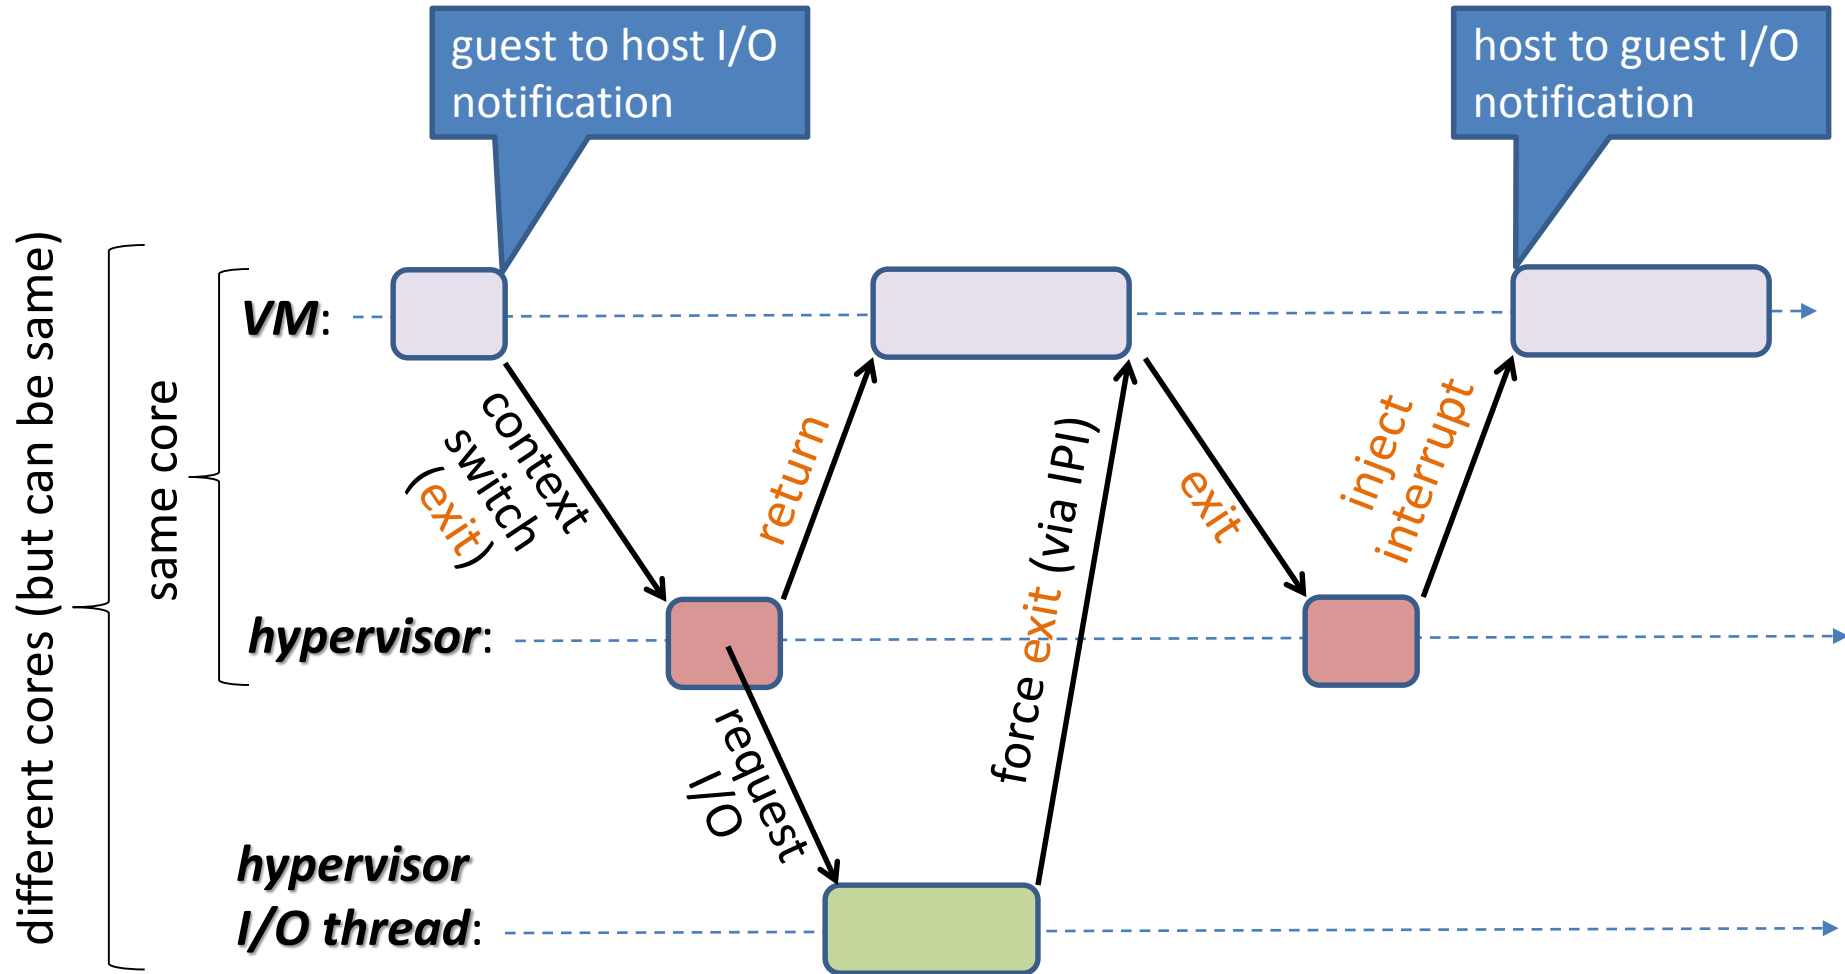 guest to host I/O
notification
host to guest I/O
notification
different cores (but can be same)
same core
VM:
context
switch
(exit)
return
force exit (via IPI)
exit
inject
interrupt
hypervisor:
request
I/O
hypervisor
I/O thread: